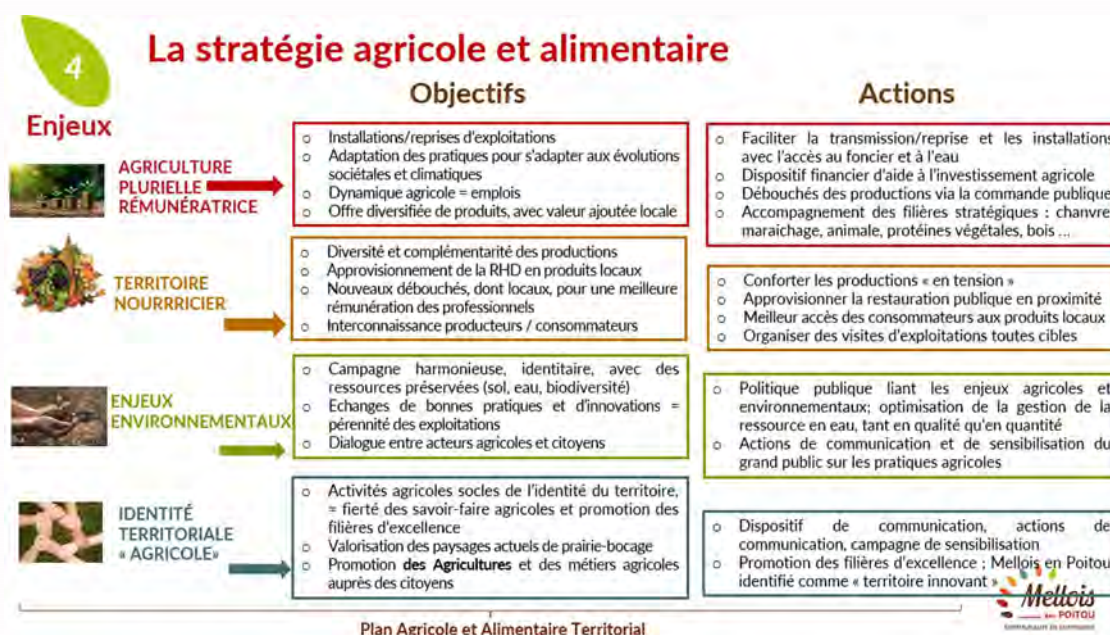 4
La stratégie agricole et alimentaire
Objectifs
Actions
Enjeux
AGRICULTURE
PLURIELLE
RÉMUNÉRATRICE
o Installations/reprises d'exploitations
o Adaptation des pratiques pour s'adapter aux évolutions
sociétales et climatiques
o Dynamique agricole = emplois
o Offre diversifiée de produits, avec valeur ajoutée locale
o Faciliter la transmission/reprise et les installations
avec l'accès au foncier et à l'eau
o Dispositif financier d'aide à l'investissement agricole
o Débouchés des productions via la commande publique
o Accompagnement des filières stratégiques : chanvre,
maraichage, animale, protéines végétales, bois ...
TERRITOIRE
NOURRRICIER
o Diversité et complémentarité des productions
o Approvisionnement de la RHD en produits locaux
o Nouveaux débouchés, dont locaux, pour une meilleure
rémunération des professionnels
o Interconnaissance producteurs / consommateurs
o Conforter les productions « en tension »
o Approvisionner la restauration publique en proximité
o Meilleur accès des consommateurs aux produits locaux
o Organiser des visites d'exploitations toutes cibles
ENJEUX
ENVIRONNEMENTAUX
o Campagne harmonieuse, identitaire, avec des
ressources préservées (sol, eau, biodiversité)
o Echanges de bonnes pratiques et d'innovations =
pérennité des exploitations
o Dialogue entre acteurs agricoles et citoyens
o Politique publique liant les enjeux agricoles et
environnementaux; optimisation de la gestion de la
ressource en eau, tant en qualité qu'en quantité
o Actions de communication et de sensibilisation du
grand public sur les pratiques agricoles
IDENTITÉ
TERRITORIALE
« AGRICOLE»
o Activités agricoles socles de l'identité du territoire,
= fierté des savoir-faire agricoles et promotion des
filières d'excellence
o Valorisation des paysages actuels de prairie-bocage
o Promotion des Agricultures et des métiers agricoles
auprès des citoyens
o Dispositif de communication, actions de
communication, campagne de sensibilisation
o Promotion des filières d'excellence ; Mellois en Poitou
identifié comme « territoire innovant »
Mellois
EN POITOU
COMMUNAUTÉ DE COMMUNES
Plan Agricole et Alimentaire Territorial